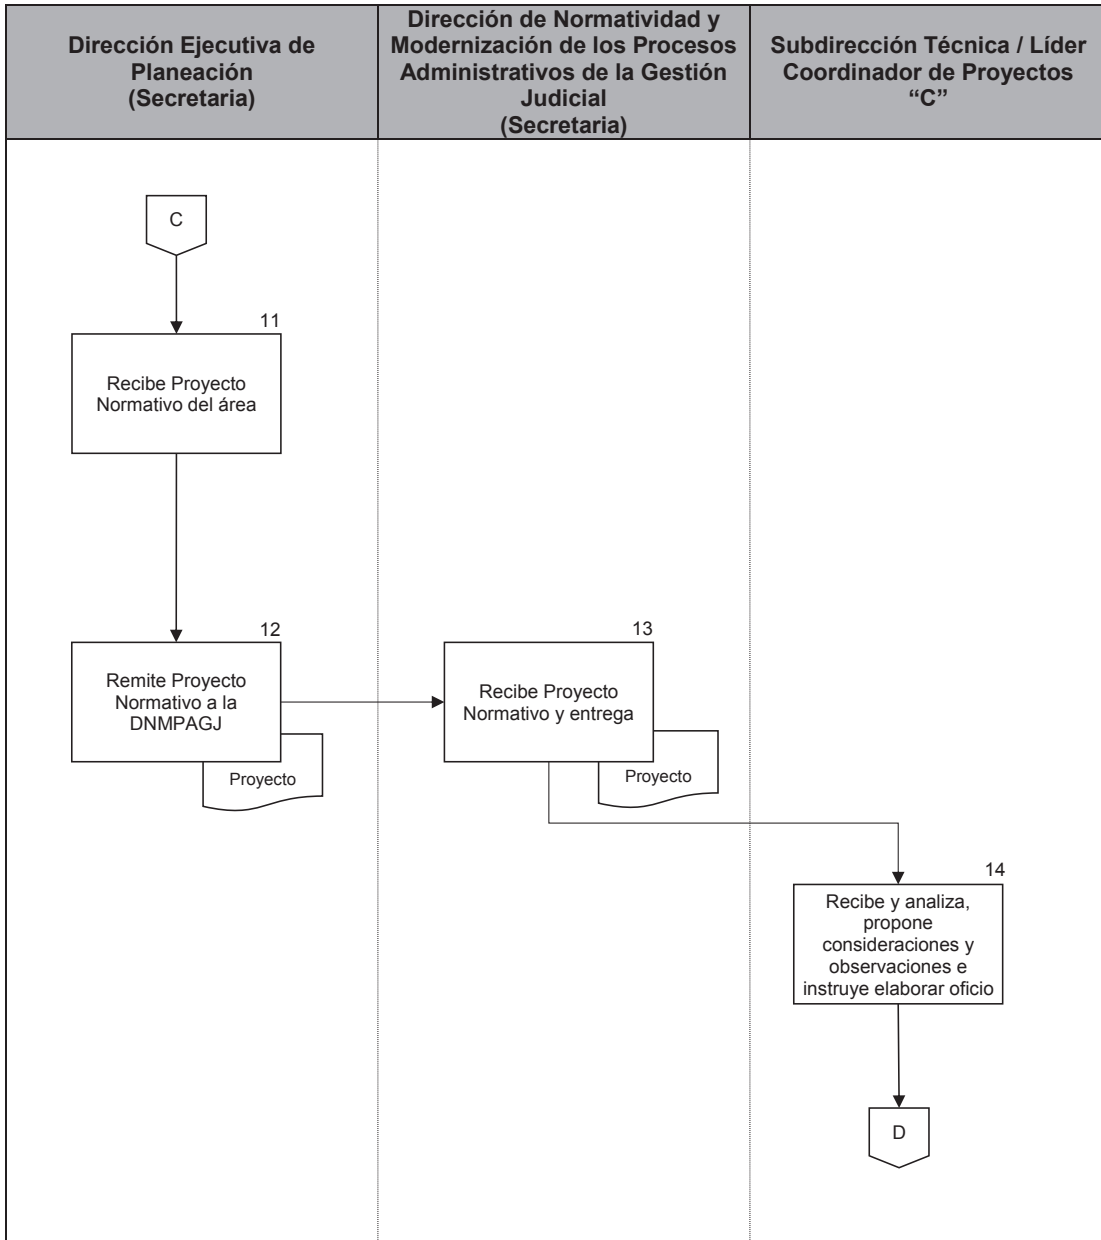 Dirección Ejecutiva de
Planeación
(Secretaria)
Dirección de Normatividad y
Modernización de los Procesos
Administrativos de la Gestión
Judicial
(Secretaria)
Subdirección Técnica / Líder
Coordinador de Proyectos
“C”
C
11
Recibe Proyecto
Normativo del área
12
Remite Proyecto
Normativo a la
DNMPAGJ
Proyecto
13
Recibe Proyecto
Normativo y entrega
Proyecto
14
Recibe y analiza,
propone
consideraciones y
observaciones e
instruye elaborar oficio
D